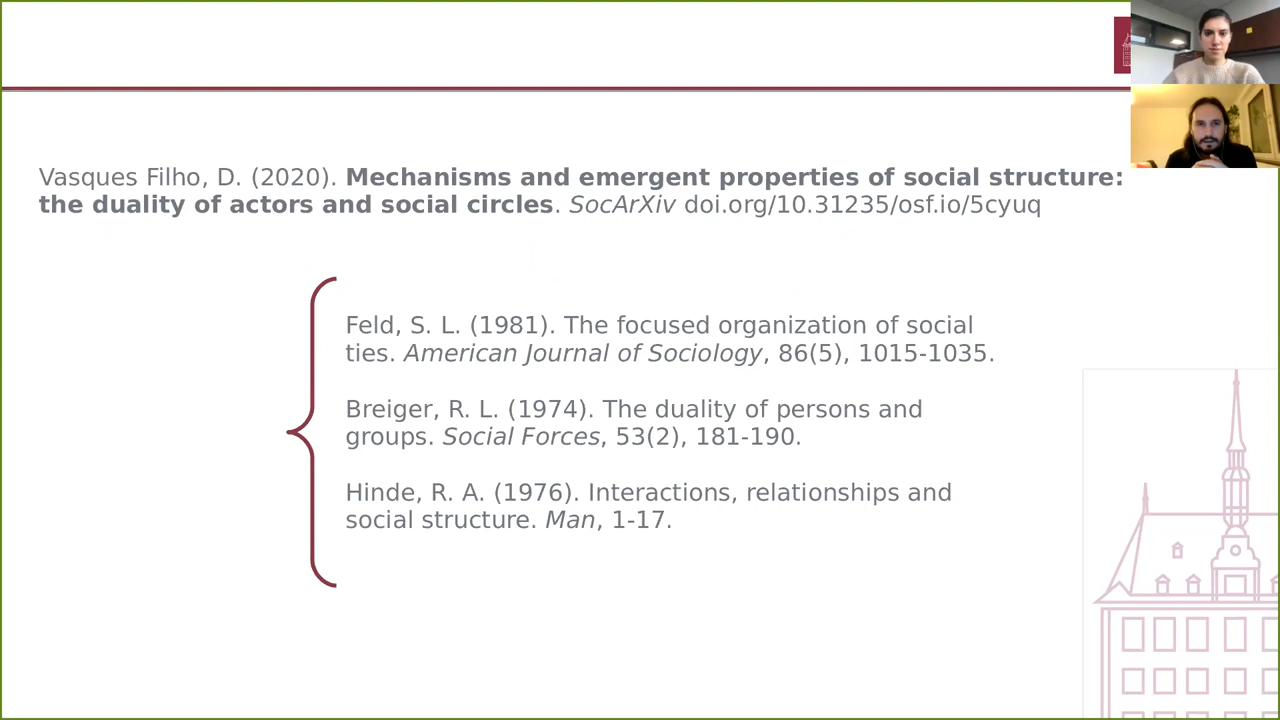 Vasques Filho, D. (2020). Mechanisms and emergent properties of social structure:
the duality of actors and social circles. SocArXiv doi.org/10.31235/osf.io/5cyuq
Feld, S. L. (1981). The focused organization of social
ties. American Journal of Sociology, 86(5), 1015-1035.
Breiger, R. L. (1974). The duality of persons and
groups. Social Forces, 53(2), 181-190.
Hinde, R. A. (1976). Interactions, relationships and
social structure. Man, 1-17.